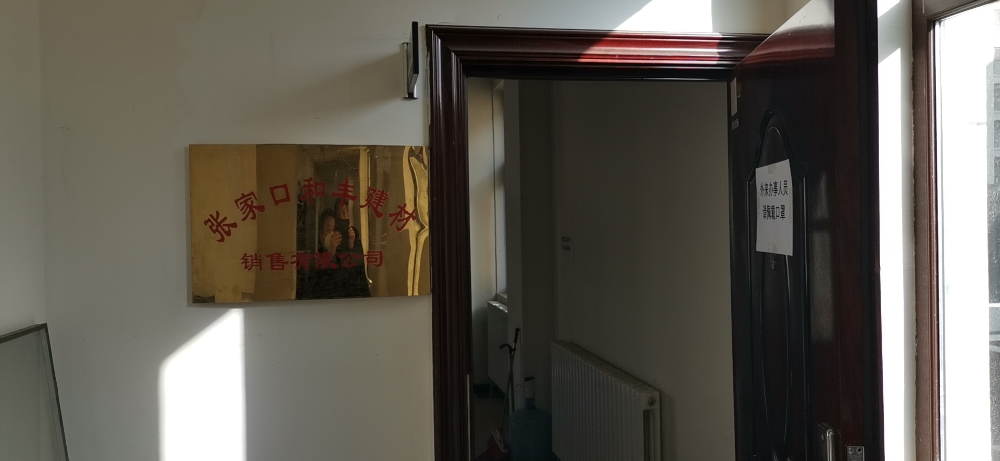 张家口和丰建材
销售有限公司
外来办事人员
请佩戴口罩